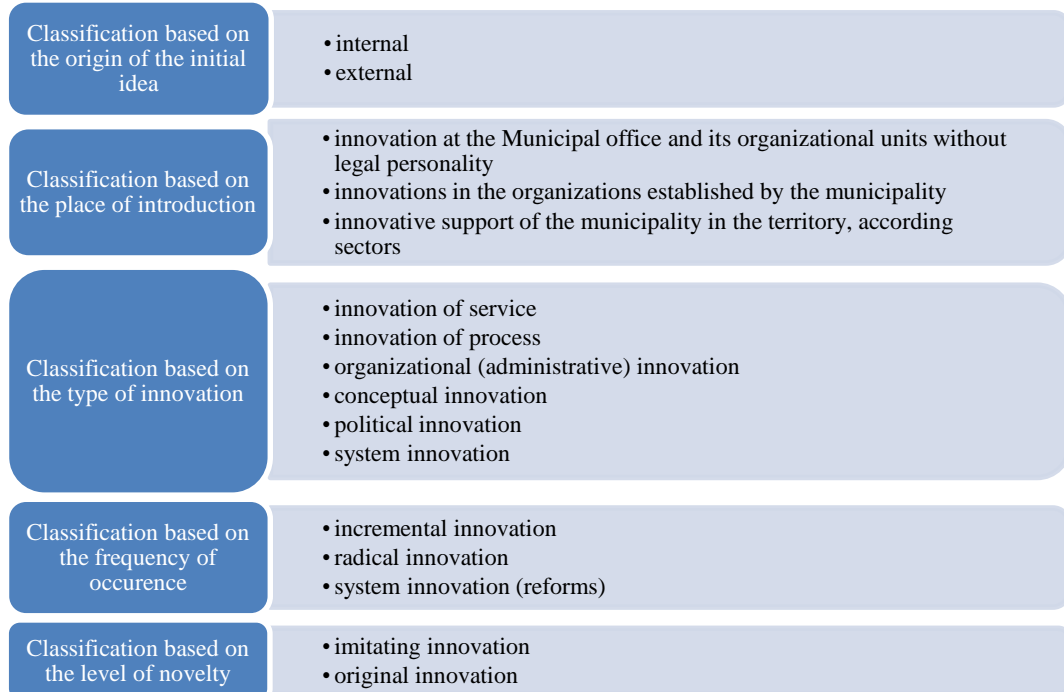 Classification based on
the origin of the initial
idea
• internal
• external
Classification based on
the place of introduction
• innovation at the Municipal office and its organizational units without
legal personality
• innovations in the organizations established by the municipality
• innovative support of the municipality in the territory, according
sectors
Classification based on
the type of innovation
• innovation of service
• innovation of process
• organizational (administrative) innovation
• conceptual innovation
• political innovation
• system innovation
Classification based on
the frequency of
occurence
• incremental innovation
• radical innovation
• system innovation (reforms)
Classification based on
the level of novelty
• imitating innovation
• original innovation